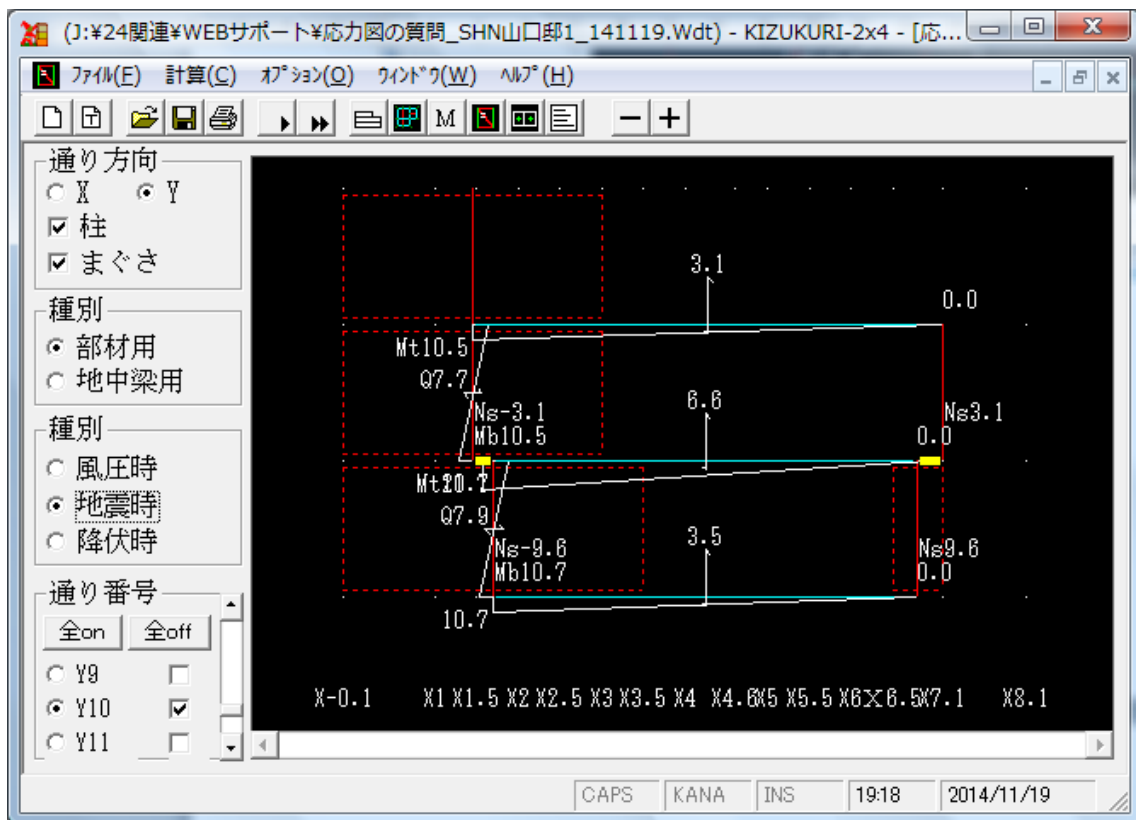 (J:¥24関連¥WEBサポート¥応力図の質問_SHN山口邸1_141119.Wdt) - KIZUKURI-2x4 - [応...
ファイル(F) 計算(C) オプション(O) ウィンドウ(W) ヘルプ(H)
M
通り方向
X Y
柱
まぐさ
種別
部材用
地中梁用
種別
風圧時
地震時
降伏時
通り番号
全on 全off
Y9
Y10
Y11
3.1
0.0
Mt10.5
Q7.7
6.6
Ns-3.1
Ns3.1
Mb10.5
0.0
Q7.9
3.5
Ns-9.6
Ns9.6
Mb10.7
0.0
10.7
X-0.1 X1 X1.5 X2 X2.5 X3 X3.5 X4 X4.6 X5 X5.5 X6 X6.5 X7.1 X8.1
CAPS KANA INS 19:18 2014/11/19